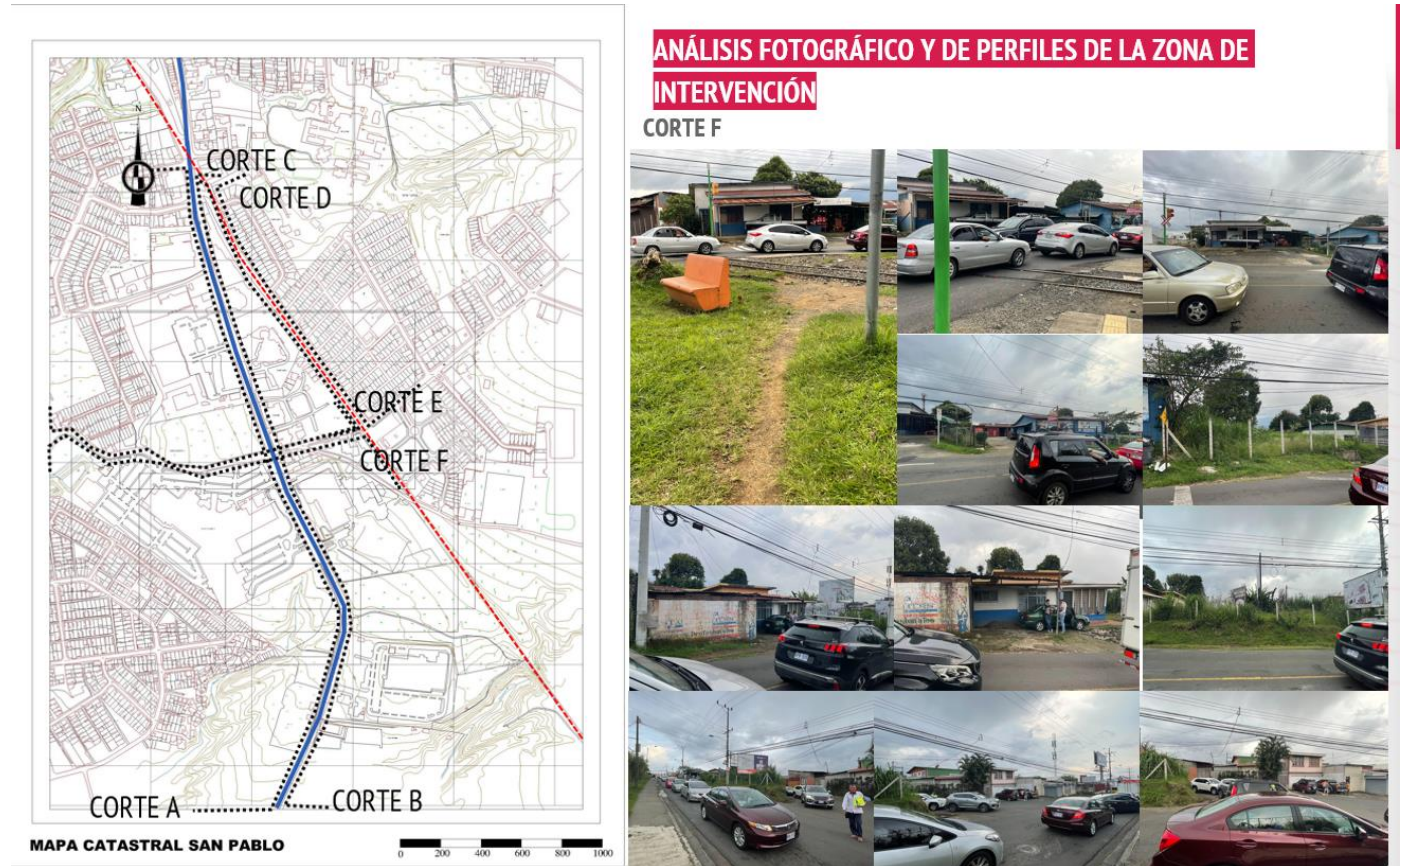 ANÁLISIS FOTOGRÁFICO Y DE PERFILES DE LA ZONA DE
INTERVENCIÓN
CORTE F
N
CORTE C
CORTE D
CORTE E
CORTE F
CORTE A
CORTE B
MAPA CATASTRAL SAN PABLO
0 200 400 600 800 1000